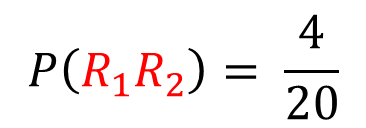 P(R₁R₂) = 4/20